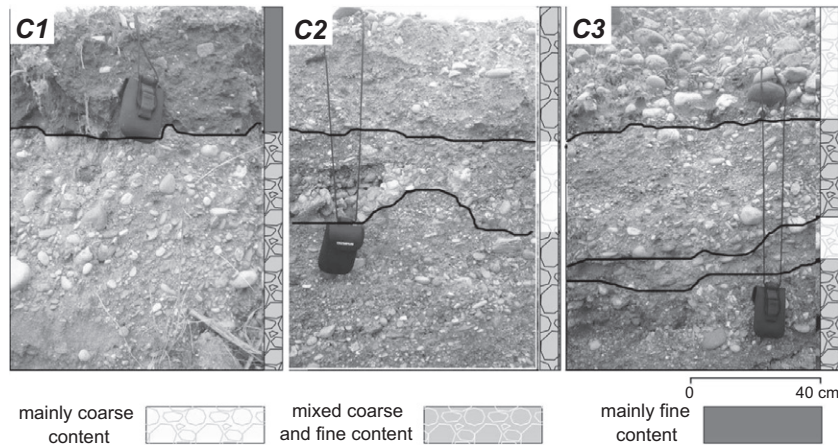 C1
C2
C3
0
40 cm
mainly coarse
content
mixed coarse
and fine content
mainly fine
content